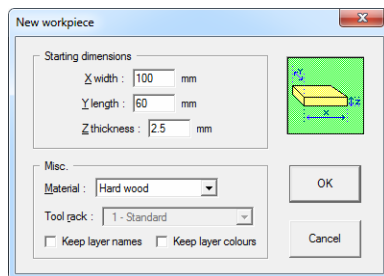 New workpiece
Starting dimensions
X width : 100 mm
Y length : 60 mm
Z thickness : 2.5 mm
Y
Z
X
Misc.
Material : Hard wood
Tool rack : 1 - Standard
Keep layer names Keep layer colours
OK
Cancel